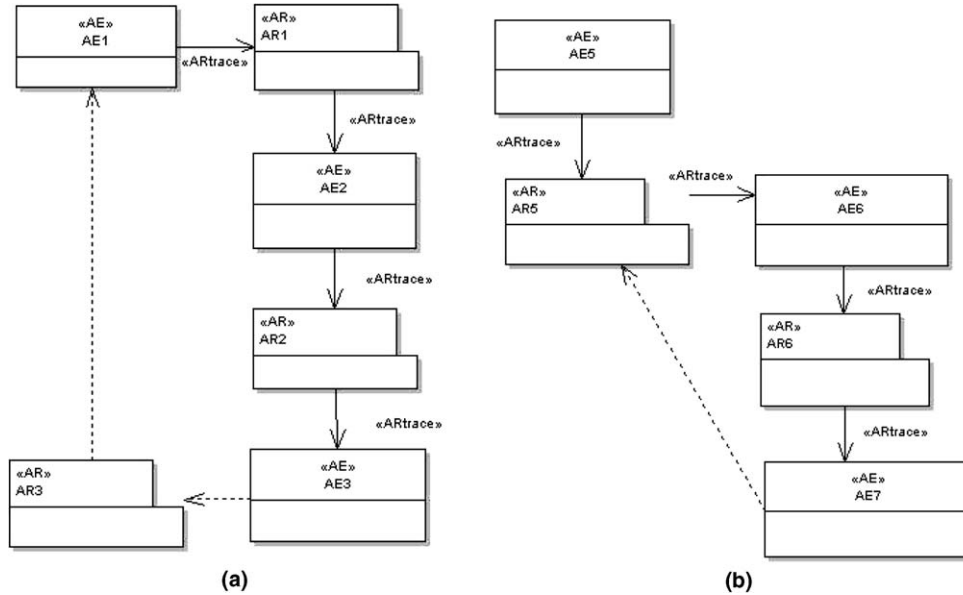 «AE»
AE1
«ARtrace»
«AR»
AR1
«ARtrace»
«AE»
AE2
«ARtrace»
«AR»
AR2
«ARtrace»
«AE»
AE3
«AR»
AR3
(a)
«AE»
AE5
«ARtrace»
«AR»
AR5
«ARtrace»
«AE»
AE6
«ARtrace»
«AR»
AR6
«ARtrace»
«AE»
AE7
(b)